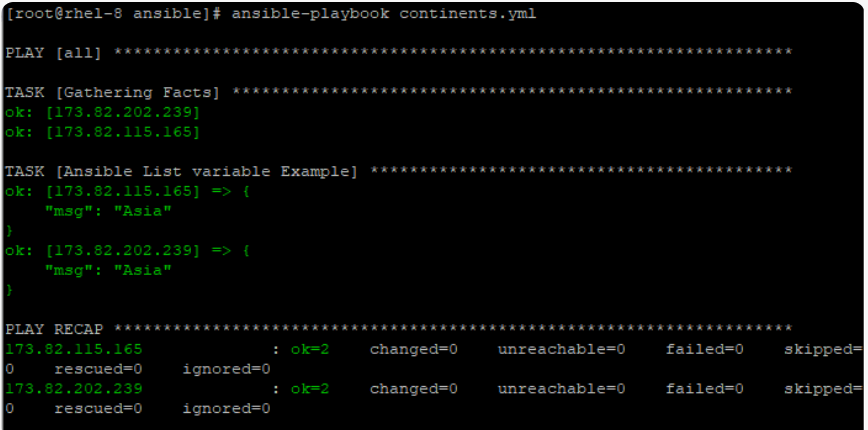 [root@rhel-8 ansible]# ansible-playbook continents.yml
PLAY [all] *********************************************************************
TASK [Gathering Facts] *********************************************************
ok: [173.82.202.239]
ok: [173.82.115.165]
TASK [Ansible List variable Example] *******************************************
ok: [173.82.115.165] => {
    "msg": "Asia"
}
ok: [173.82.202.239] => {
    "msg": "Asia"
}
PLAY RECAP *********************************************************************
173.82.115.165             : ok=2    changed=0    unreachable=0    failed=0    skipped=
0    rescued=0    ignored=0
173.82.202.239             : ok=2    changed=0    unreachable=0    failed=0    skipped=
0    rescued=0    ignored=0